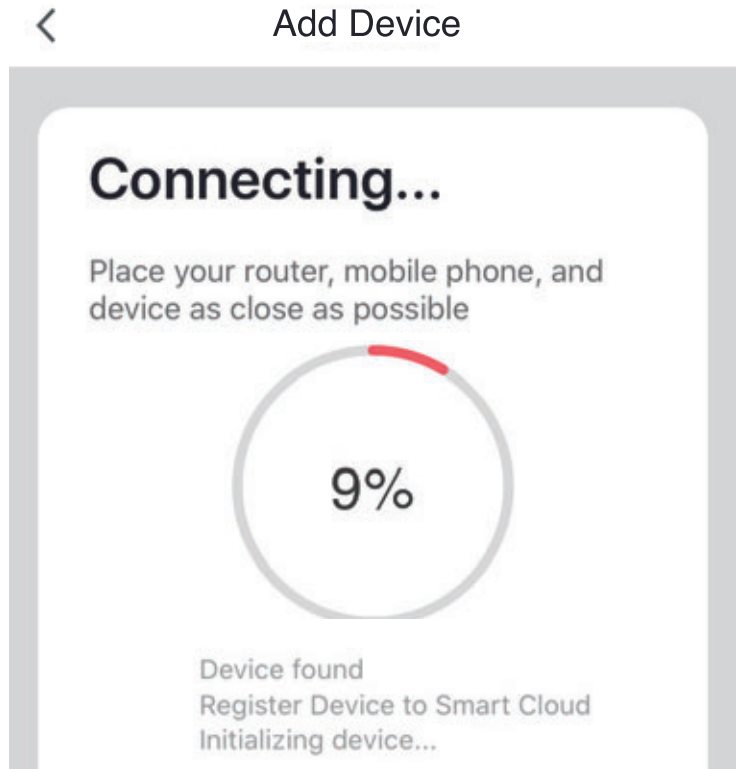 Add Device
Connecting...
Place your router, mobile phone, and
device as close as possible
9%
Device found
Register Device to Smart Cloud
Initializing device...